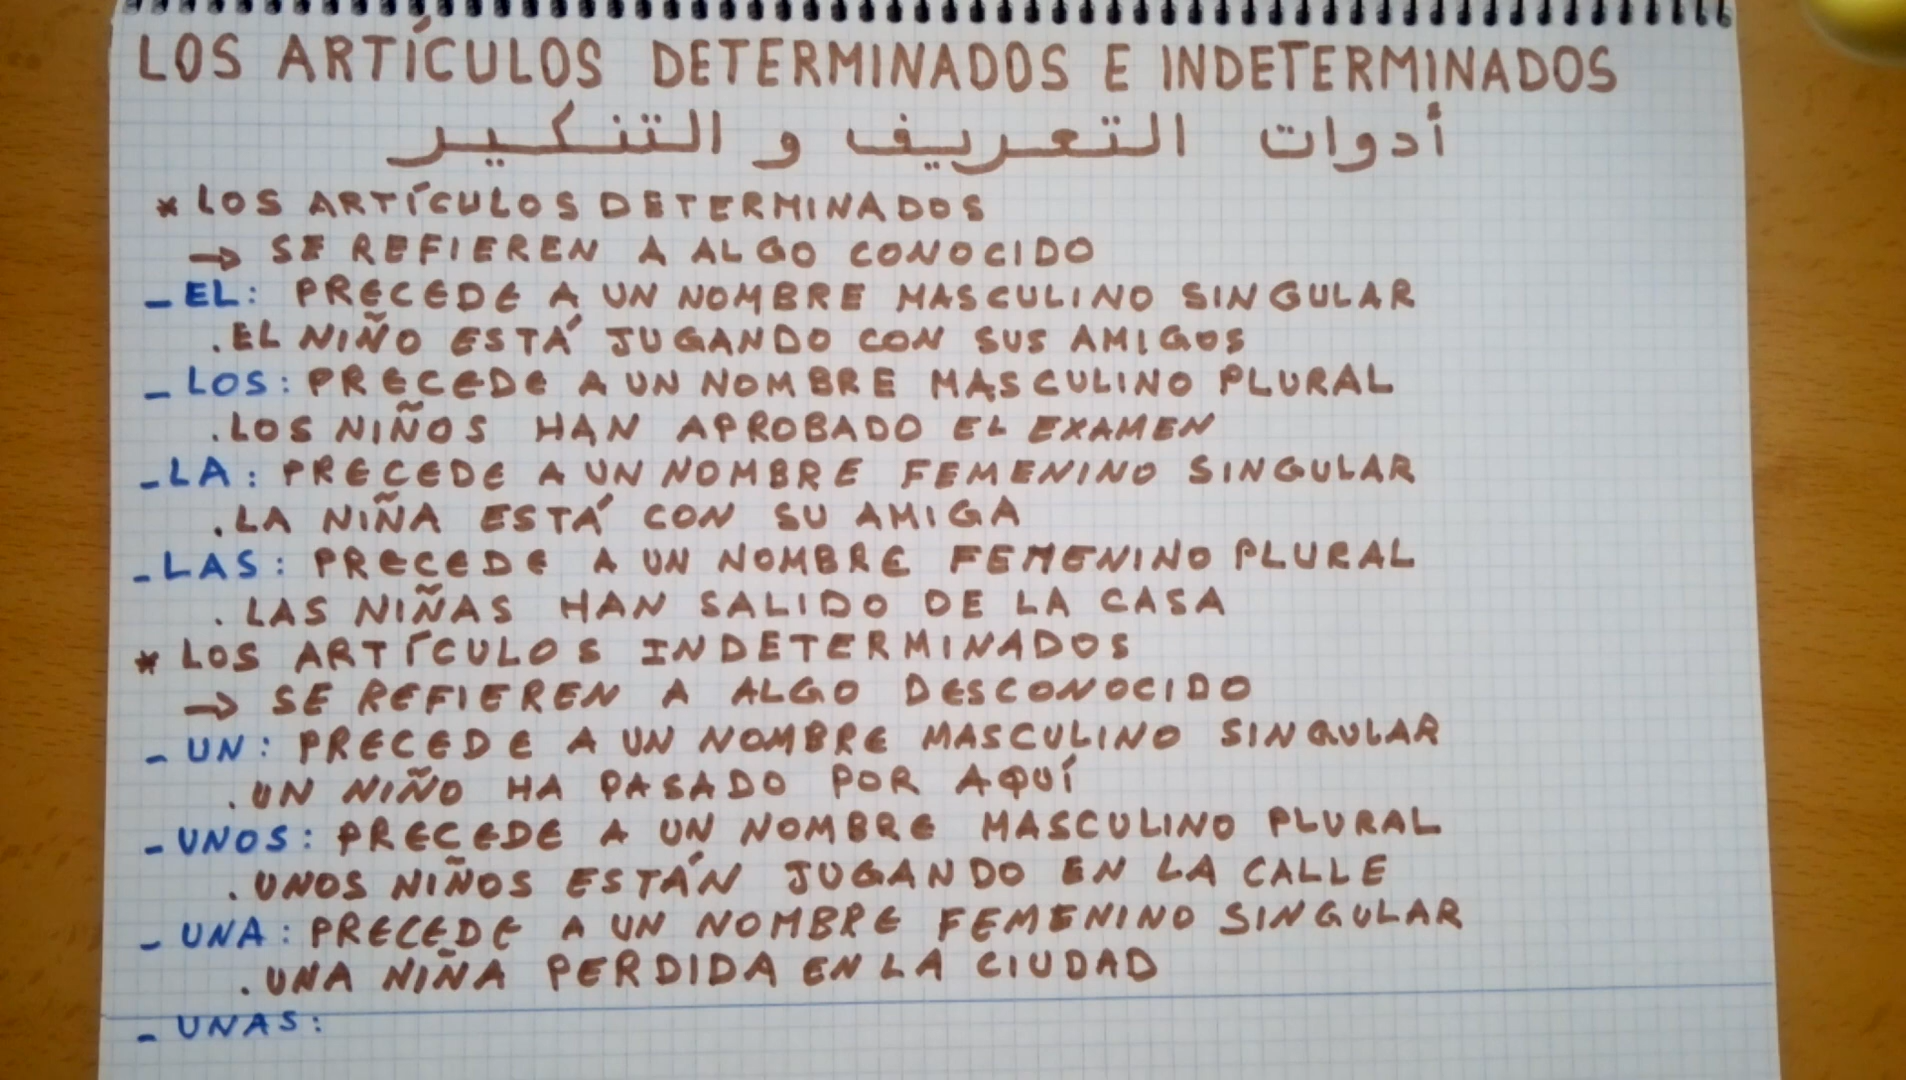 LOS ARTÍCULOS DETERMINADOS E INDETERMINADOS
أدوات التعريف و التنكير
* LOS ARTÍCULOS DETERMINADOS
→ SE REFIEREN A ALGO CONOCIDO
- EL: PRECEDE A UN NOMBRE MASCULINO SINGULAR
. EL NIÑO ESTÁ JUGANDO CON SUS AMIGOS
- LOS: PRECEDE A UN NOMBRE MASCULINO PLURAL
. LOS NIÑOS HAN APROBADO EL EXAMEN
- LA: PRECEDE A UN NOMBRE FEMENINO SINGULAR
. LA NIÑA ESTÁ CON SU AMIGA
- LAS: PRECEDE A UN NOMBRE FEMENINO PLURAL
. LAS NIÑAS HAN SALIDO DE LA CASA
* LOS ARTÍCULOS INDETERMINADOS
→ SE REFIEREN A ALGO DESCONOCIDO
- UN: PRECEDE A UN NOMBRE MASCULINO SINGULAR
. UN NIÑO HA PASADO POR AQUÍ
- UNOS: PRECEDE A UN NOMBRE MASCULINO PLURAL
. UNOS NIÑOS ESTÁN JUGANDO EN LA CALLE
- UNA: PRECEDE A UN NOMBRE FEMENINO SINGULAR
. UNA NIÑA PERDIDA EN LA CIUDAD
- UNAS: